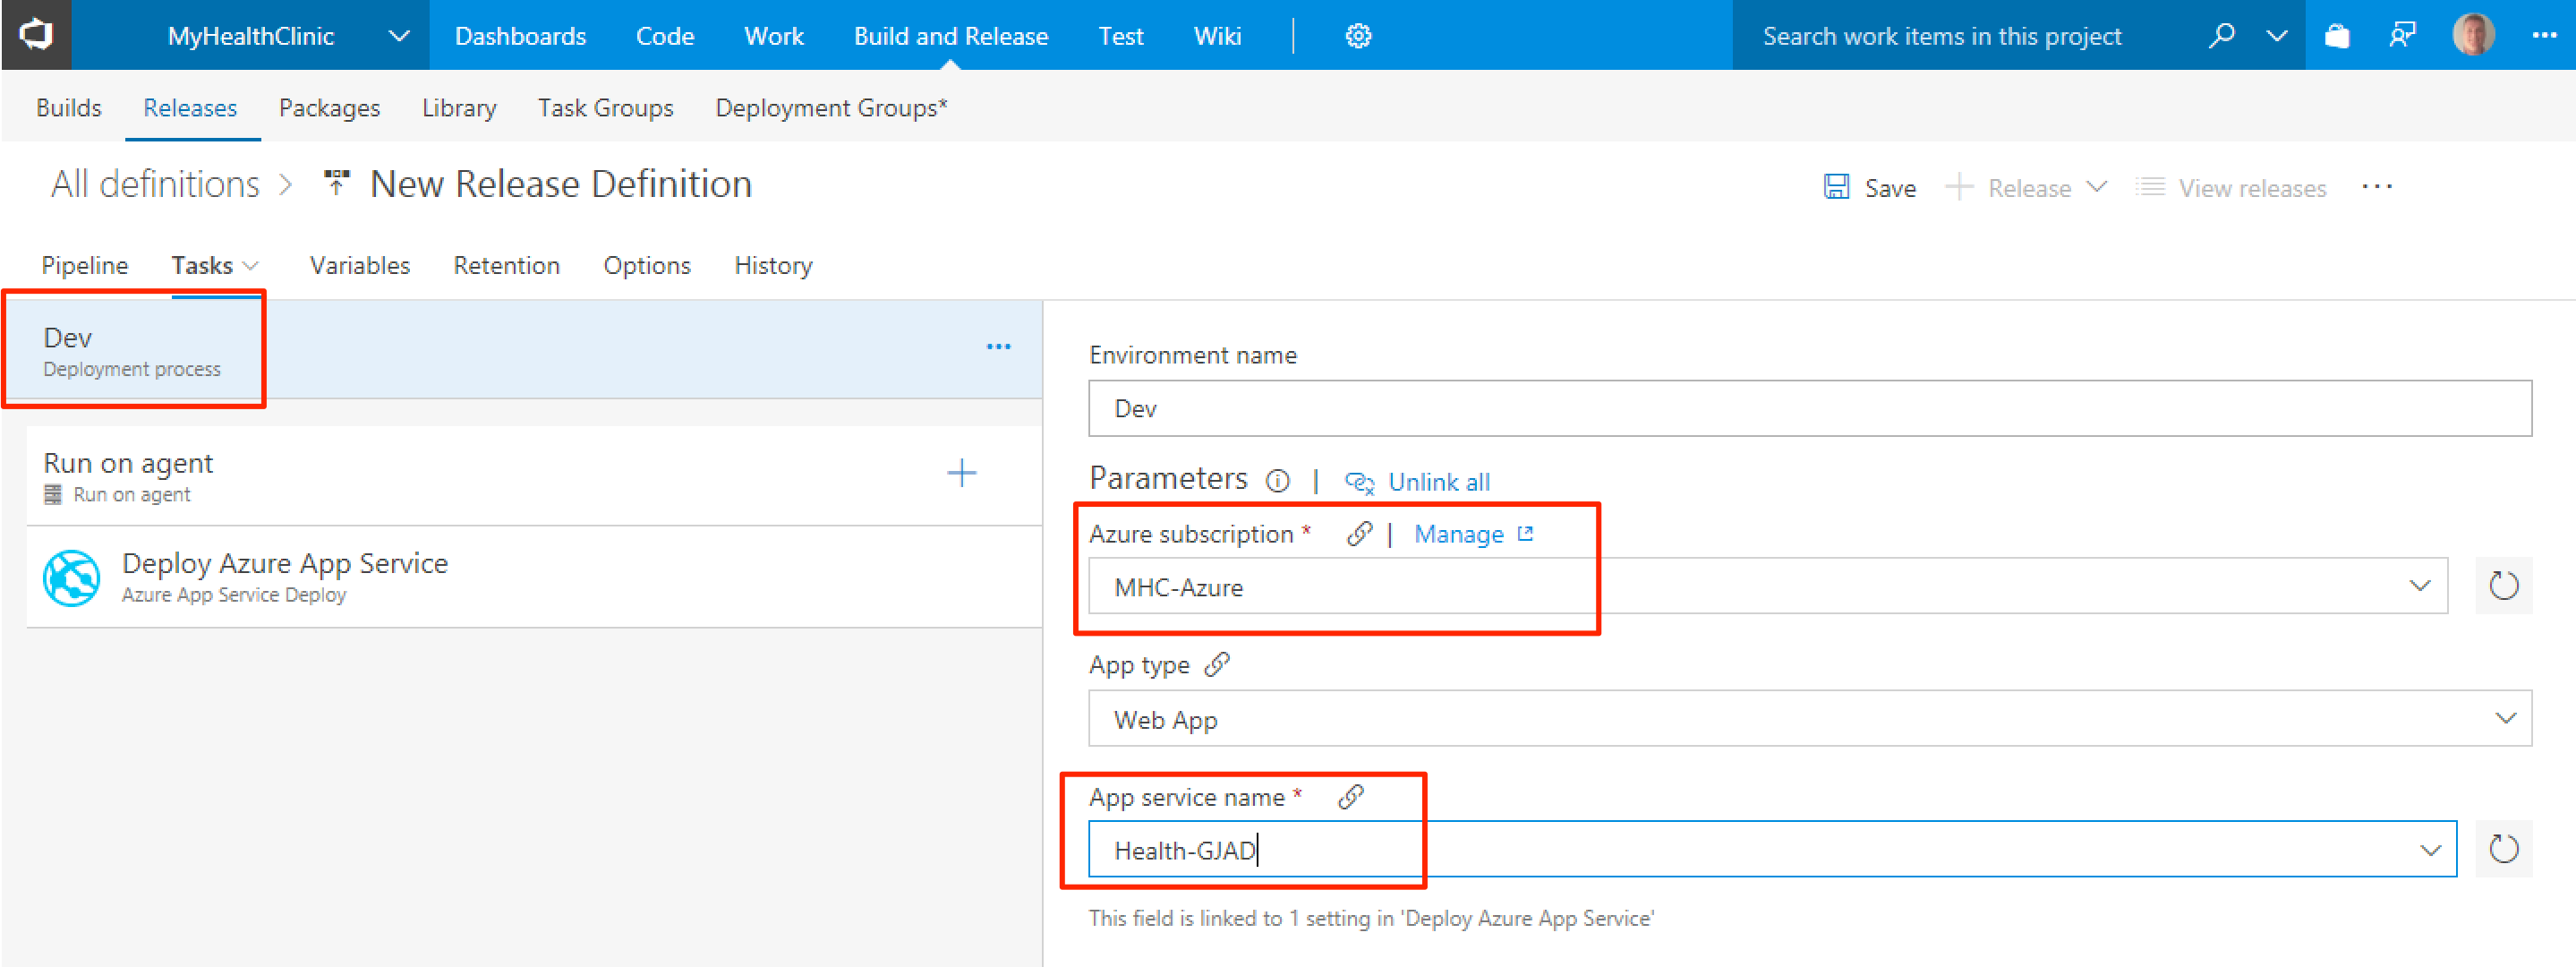 MyHealthClinic Dashboards Code Work Build and Release Test Wiki Search work items in this project
Builds Releases Packages Library Task Groups Deployment Groups*
All definitions > New Release Definition Save + Release View releases ...
Pipeline Tasks Variables Retention Options History
Dev
Deployment process
Run on agent
Run on agent
Deploy Azure App Service
Azure App Service Deploy
Environment name
Dev
Parameters | Unlink all
Azure subscription * | Manage
MHC-Azure
App type
Web App
App service name *
Health-GJAD
This field is linked to 1 setting in 'Deploy Azure App Service'